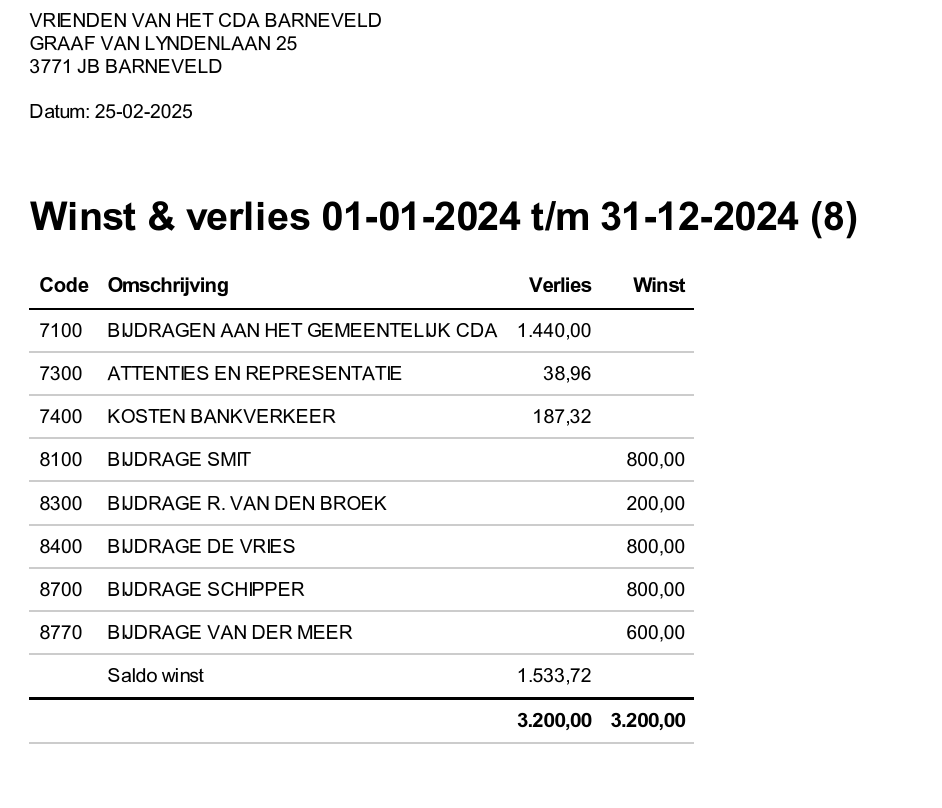 VRIENDEN VAN HET CDA BARNEVELD
GRAAF VAN LYNDENLAAN 25
3771 JB BARNEVELD
Datum: 25-02-2025
Winst & verlies 01-01-2024 t/m 31-12-2024 (8)
Code Omschrijving Verlies Winst
7100 BIJDRAGEN AAN HET GEMEENTELIJK CDA 1.440,00
7300 ATTENTIES EN REPRESENTATIE 38,96
7400 KOSTEN BANKVERKEER 187,32
8100 BIJDRAGE SMIT 800,00
8300 BIJDRAGE R. VAN DEN BROEK 200,00
8400 BIJDRAGE DE VRIES 800,00
8700 BIJDRAGE SCHIPPER 800,00
8770 BIJDRAGE VAN DER MEER 600,00
Saldo winst 1.533,72
3.200,00 3.200,00